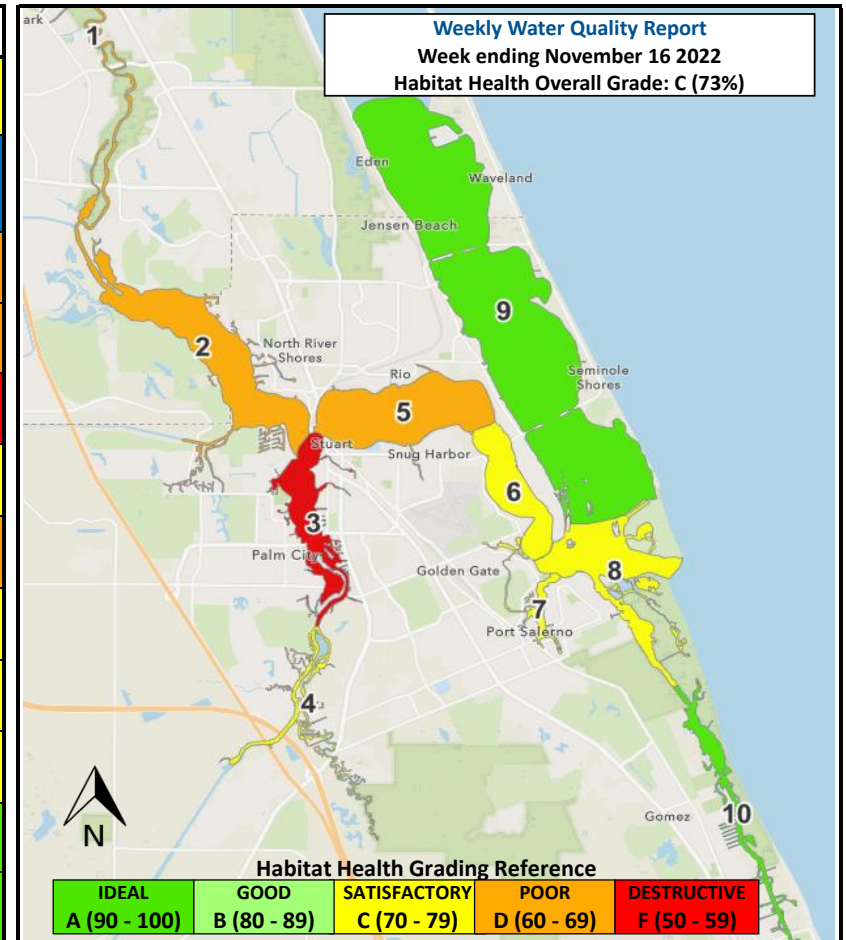 Weekly Water Quality Report
Week ending November 16 2022
Habitat Health Overall Grade: C (73%)
ark
1
Eden
Waveland
Jensen Beach
9
2
North River
Shores
Seminole
Shores
Rio
5
Stuart
Snug Harbor
6
3
Palm City
Golden Gate
8
7
Port Salerno
4
Gomez
10
N
Habitat Health Grading Reference
IDEAL GOOD SATISFACTORY POOR DESTRUCTIVE
A (90 - 100) B (80 - 89) C (70 - 79) D (60 - 69) F (50 - 59)